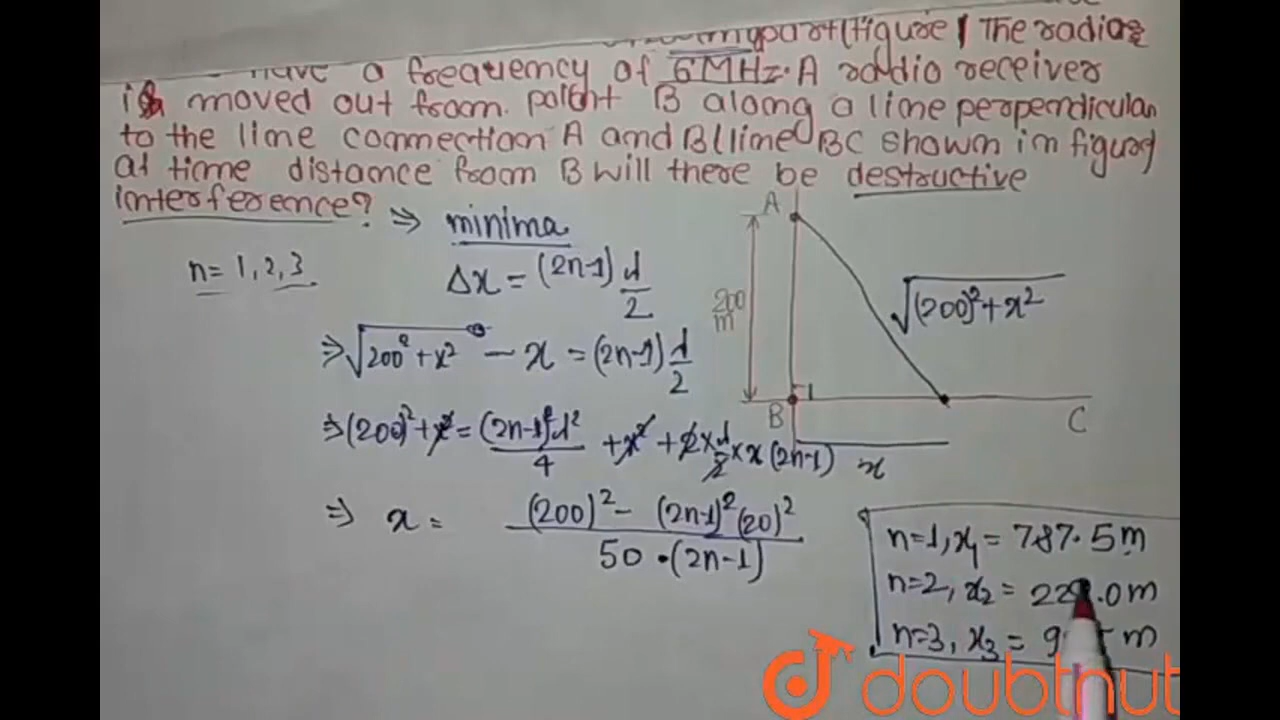 part(figure) The radios
have a frequency of 6MHz. A radio receiver
is moved out from point B along a line perpendicular
to the line connection A and B(line BC shown in figure)
at time distance from B will there be destructive
interference? ⇒ minima
A
n = 1, 2, 3
Δx = (2n-1) λ/2
200 m
√(200)²+x²
⇒ √200²+x² - x = (2n-1) λ/2
B
C
⇒ (200)²+x² = (2n-1)²λ²/4 + x² + 2×λ/2×x(2n-1)
x
⇒ x = (200)² - (2n-1)²(20)² / 50·(2n-1)
n=1, x₁ = 787.5m
n=2, x₂ = .0m
n=3, x₃ = m
doubtnut